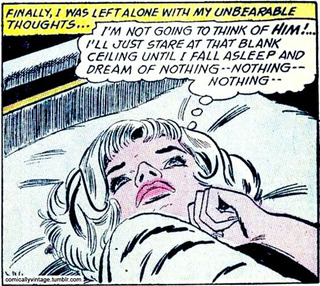 FINALLY, I WAS LEFT ALONE WITH MY UNBEARABLE
THOUGHTS...
I'M NOT GOING TO THINK OF HIM!...
I'LL JUST STARE AT THAT BLANK
CEILING UNTIL I FALL ASLEEP AND
DREAM OF NOTHING--NOTHING--
NOTHING--
comicallyvintage.tumblr.com